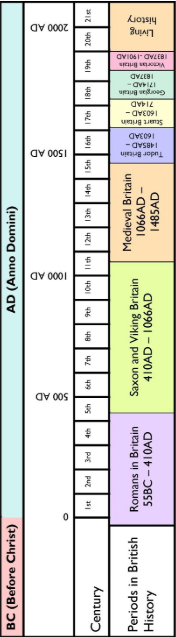 BC (Before Christ)
AD (Anno Domini)
0
500 AD
1000 AD
1500 AD
2000 AD
Century
1st
2nd
3rd
4th
5th
6th
7th
8th
9th
10th
11th
12th
13th
14th
15th
16th
17th
18th
19th
20th
21st
Periods in British
History
Romans in Britain
55BC – 410AD
Saxon and Viking Britain
410AD – 1066AD
Medieval Britain
1066AD –
1485AD
Tudor Britain
1485AD –
1603AD
Stuart Britain
1603AD –
1714AD
Georgian Britain
1714AD –
1837AD
Victorian Britain
1837AD -1901AD
Living
history